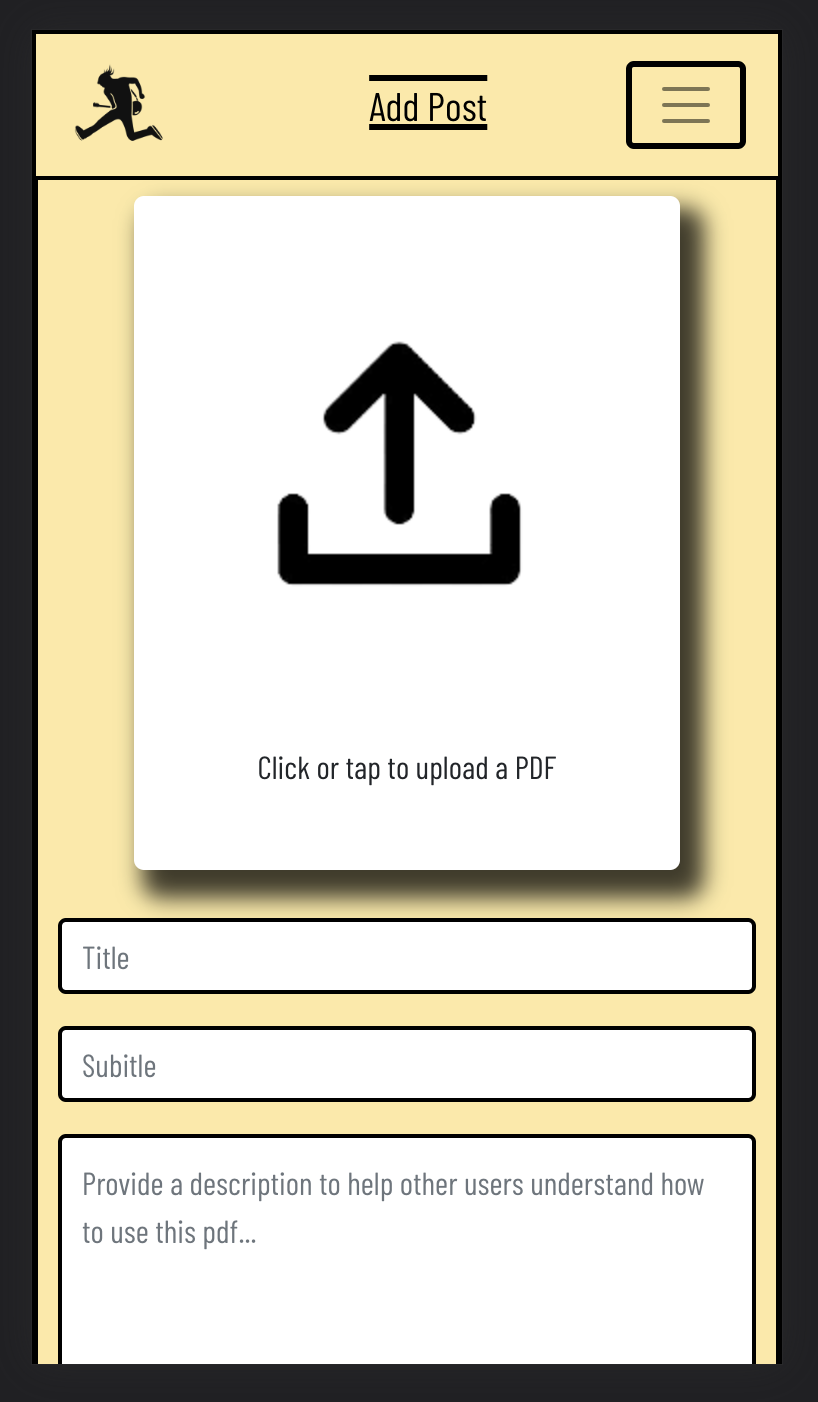 Add Post
Click or tap to upload a PDF
Title
Subitle
Provide a description to help other users understand how
to use this pdf...